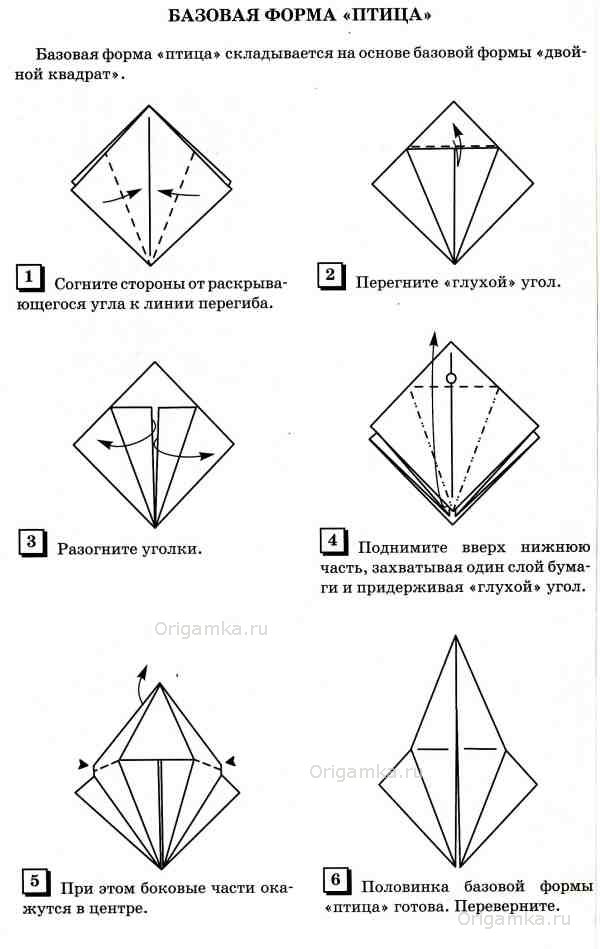 БАЗОВАЯ ФОРМА «ПТИЦА»
Базовая форма «птица» складывается на основе базовой формы «двой-
ной квадрат».
1 Согните стороны от раскрыва-
ющегося угла к линии перегиба.
2 Перегните «глухой» угол.
3 Разогните уголки.
4 Поднимите вверх нижнюю
часть, захватывая один слой бума-
ги и придерживая «глухой» угол.
Origamka.ru
Origamka.ru
5 При этом боковые части ока-
жутся в центре.
6 Половинка базовой формы
«птица» готова. Переверните.
Origamka.ru